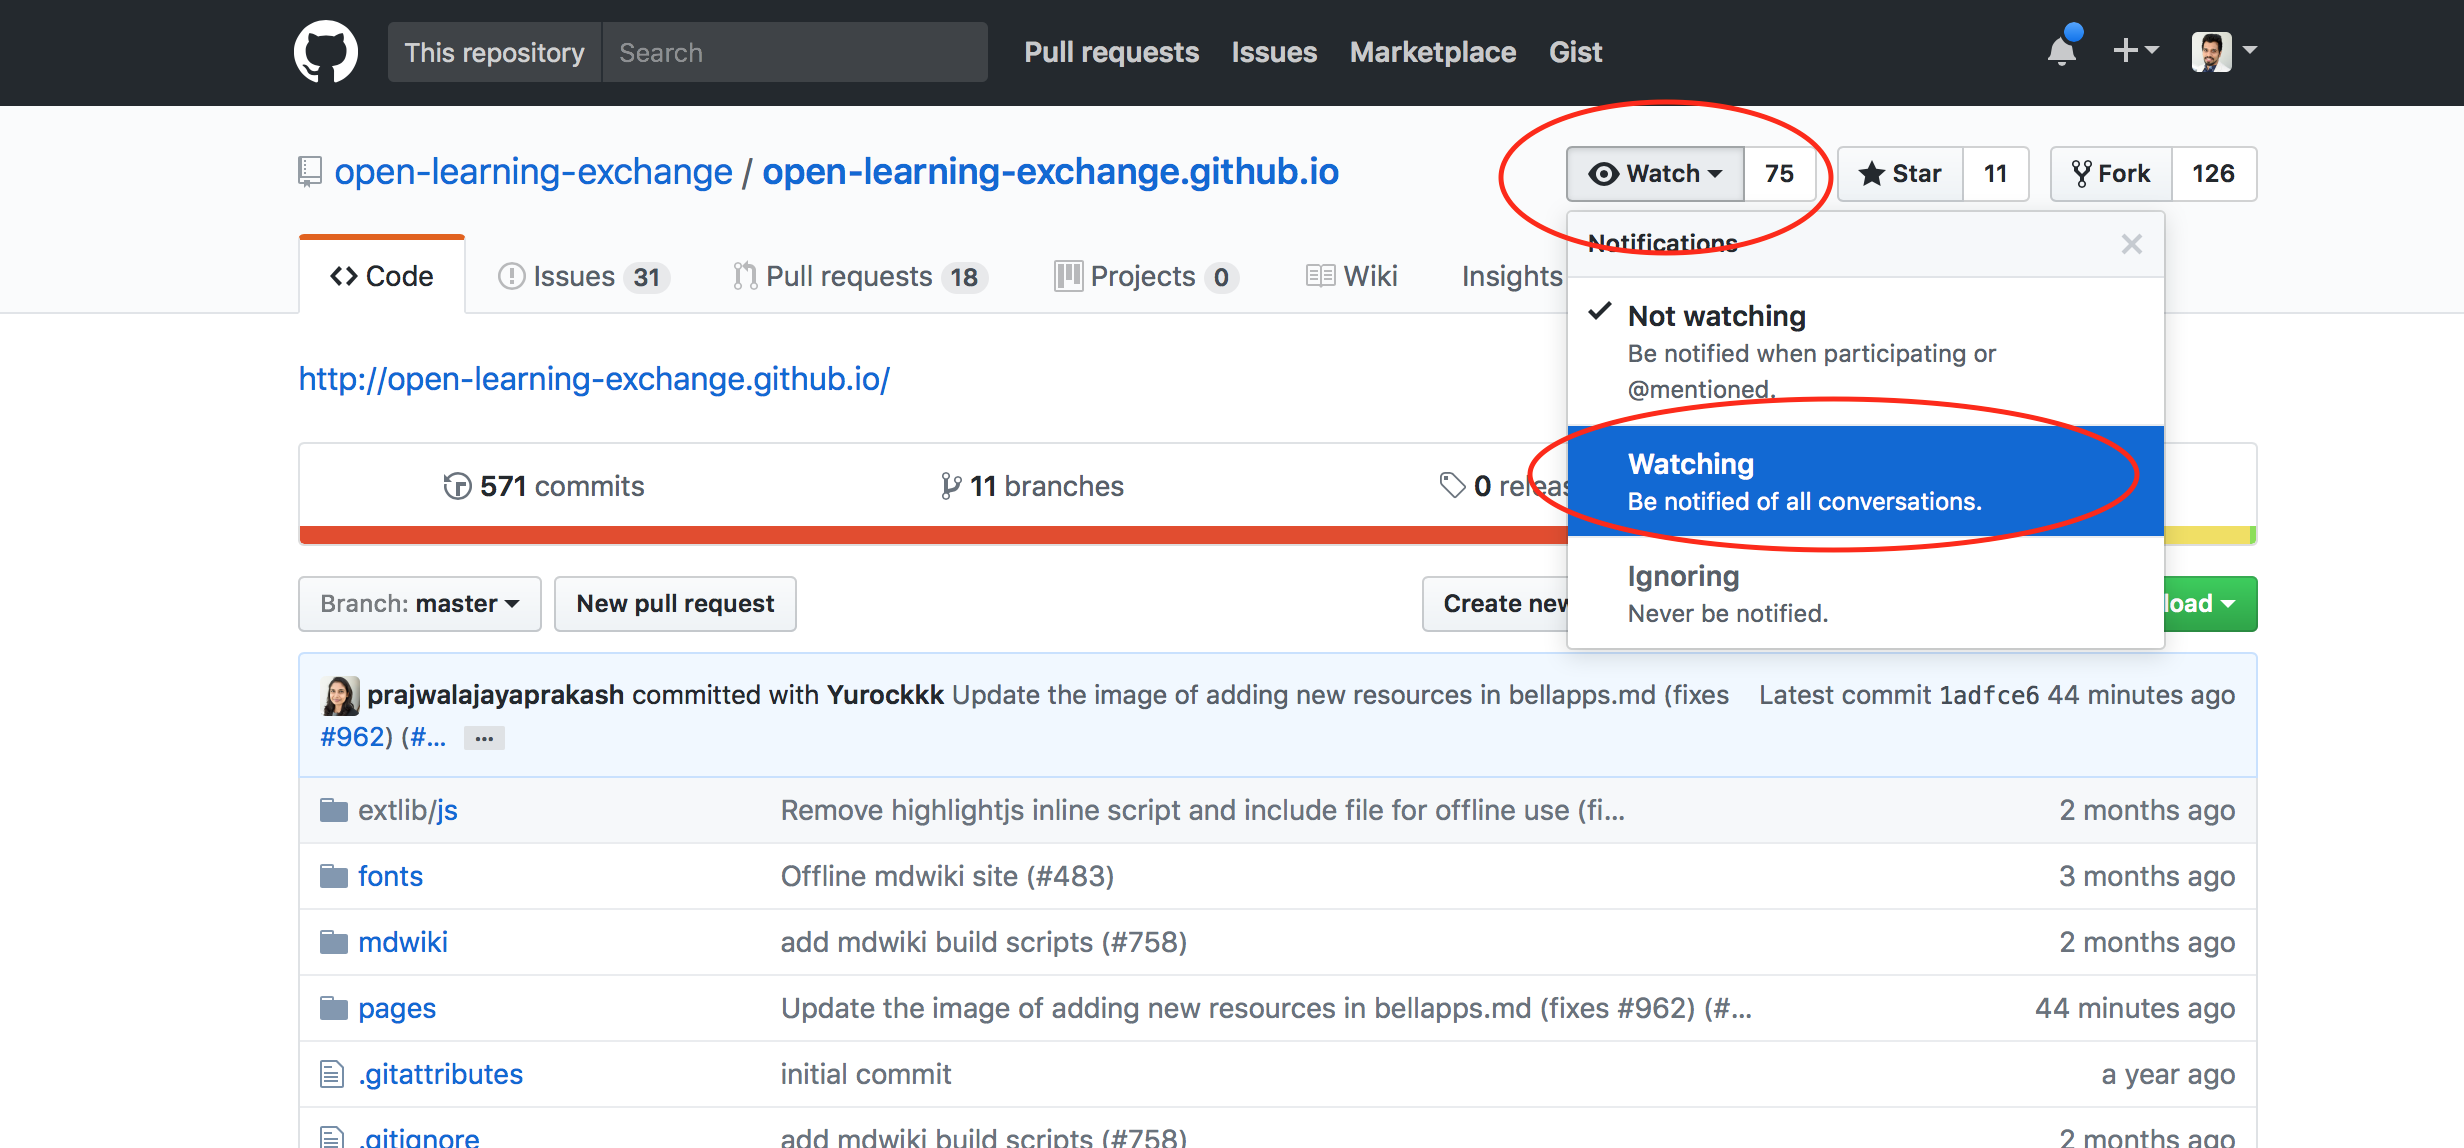 This repository Search Pull requests Issues Marketplace Gist
open-learning-exchange / open-learning-exchange.github.io Watch 75 Star 11 Fork 126
Notifications
Code Issues 31 Pull requests 18 Projects 0 Wiki Insights
Not watching
Be notified when participating or
@mentioned.
http://open-learning-exchange.github.io/
Watching
Be notified of all conversations.
571 commits 11 branches 0 releas
Ignoring
Never be notified.
Branch: master New pull request Create new load
prajwalajayaprakash committed with Yurockkk Update the image of adding new resources in bellapps.md (fixes Latest commit 1adfce6 44 minutes ago
#962) (#... ...
extlib/js Remove highlightjs inline script and include file for offline use (fi... 2 months ago
fonts Offline mdwiki site (#483) 3 months ago
mdwiki add mdwiki build scripts (#758) 2 months ago
pages Update the image of adding new resources in bellapps.md (fixes #962) (#... 44 minutes ago
.gitattributes initial commit a year ago
.gitignore add mdwiki build scripts (#758) 2 months ago